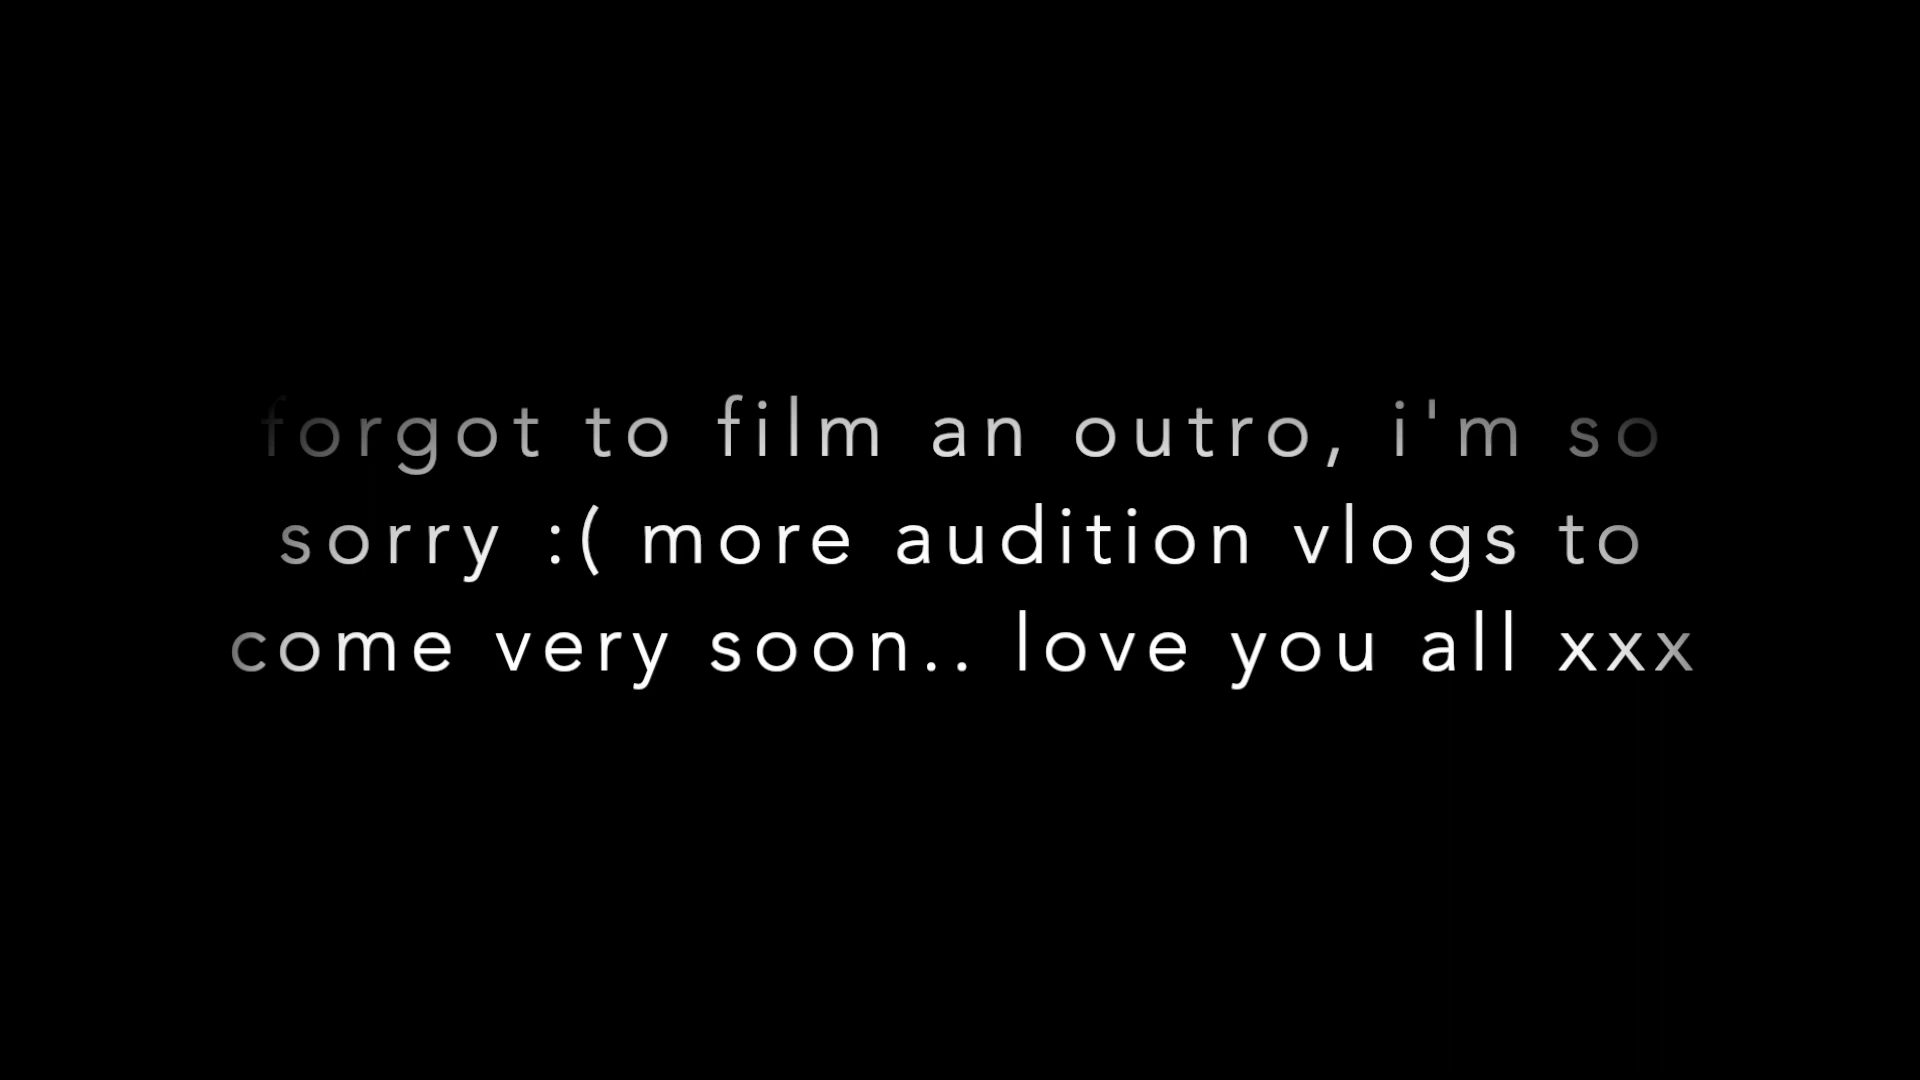 forgot to film an outro, i'm so
sorry :( more audition vlogs to
come very soon.. love you all xxx